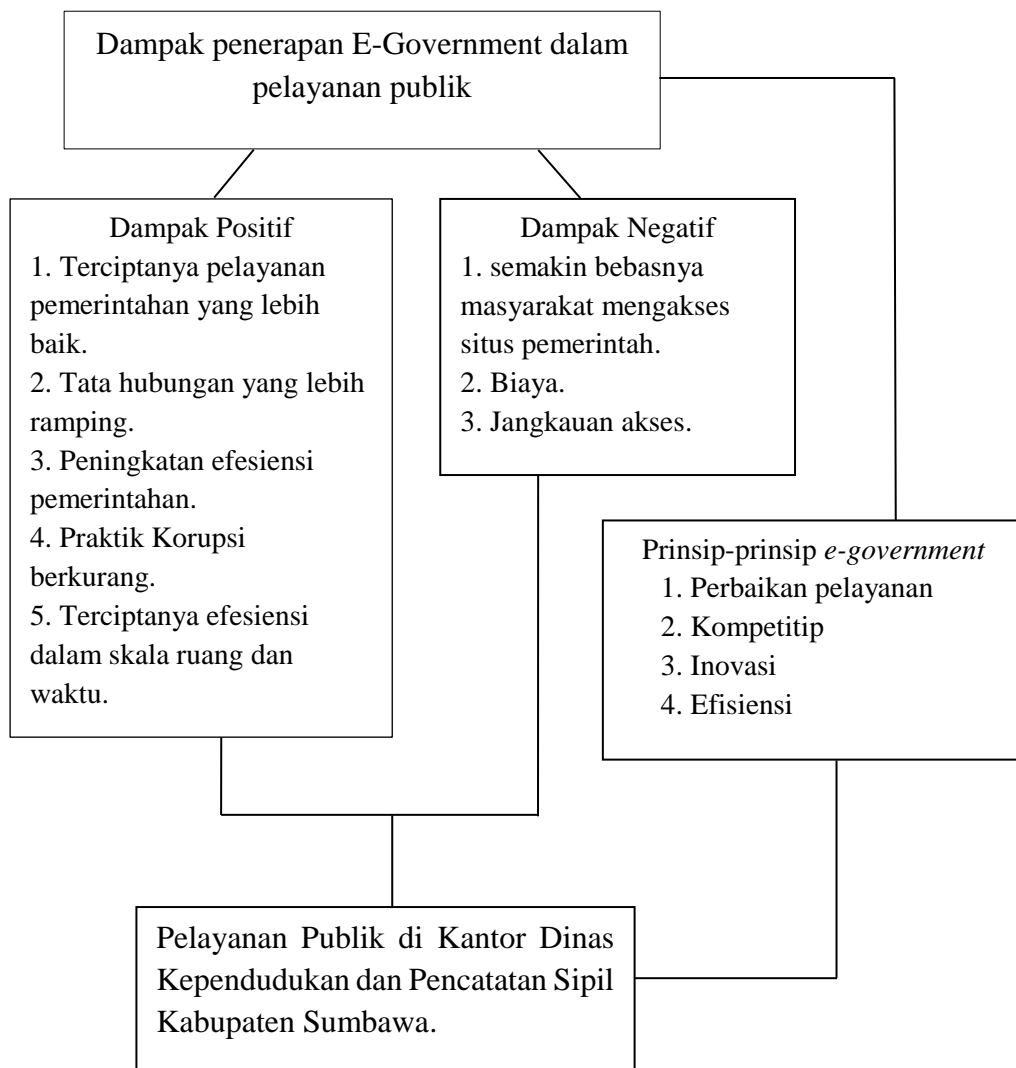 Dampak penerapan E-Government dalam
pelayanan publik
Dampak Positif
1. Terciptanya pelayanan
pemerintahan yang lebih
baik.
2. Tata hubungan yang lebih
ramping.
3. Peningkatan efesiensi
pemerintahan.
4. Praktik Korupsi
berkurang.
5. Terciptanya efesiensi
dalam skala ruang dan
waktu.
Dampak Negatif
1. semakin bebasnya
masyarakat mengakses
situs pemerintah.
2. Biaya.
3. Jangkauan akses.
Prinsip-prinsip e-government
1. Perbaikan pelayanan
2. Kompetitip
3. Inovasi
4. Efisiensi
Pelayanan Publik di Kantor Dinas
Kependudukan dan Pencatatan Sipil
Kabupaten Sumbawa.